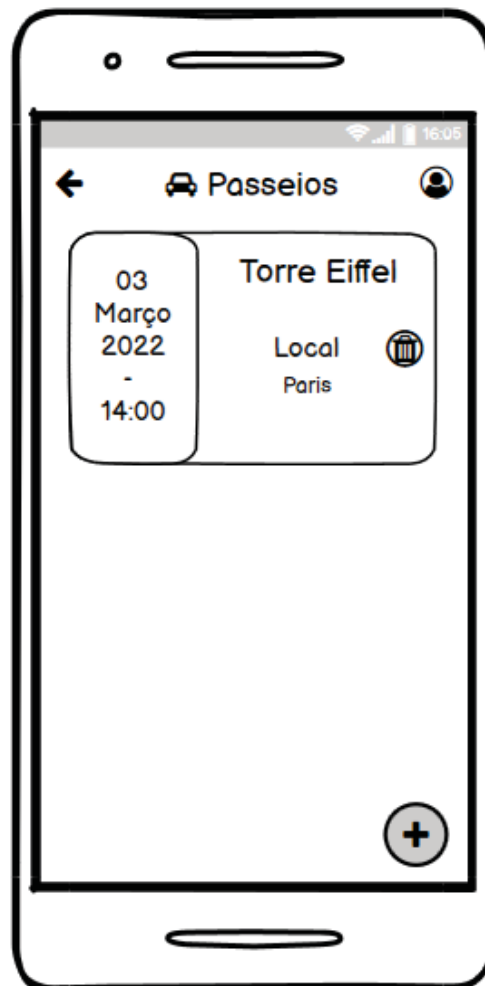 16:05
Passeios
03
Março
2022
-
14:00
Torre Eiffel
Local
Paris